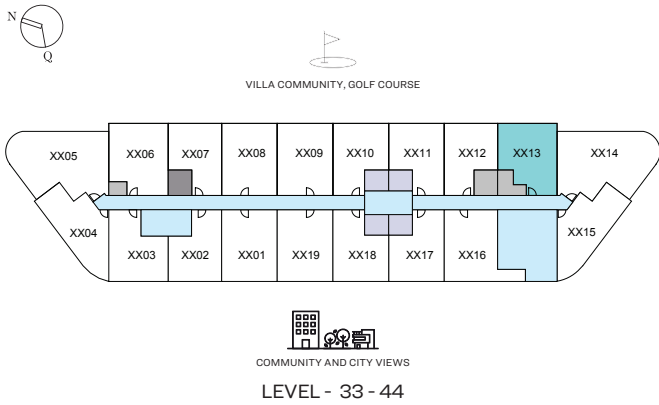 N
Q
VILLA COMMUNITY, GOLF COURSE
XX05 XX06 XX07 XX08 XX09 XX10 XX11 XX12 XX13 XX14
XX04 XX03 XX02 XX01 XX19 XX18 XX17 XX16 XX15
COMMUNITY AND CITY VIEWS
LEVEL - 33 - 44